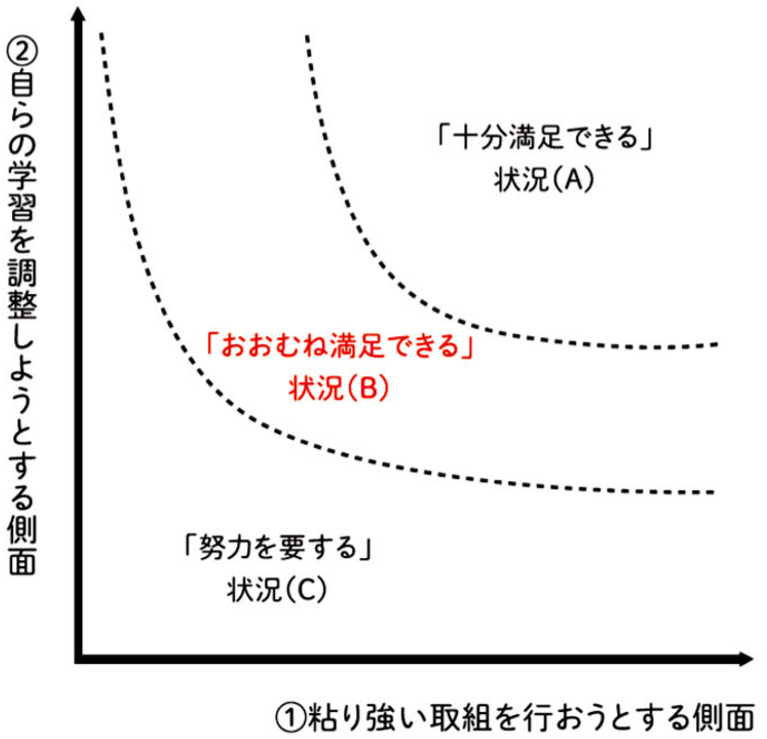 ②自らの学習を調整しようとする側面
「十分満足できる」
状況(A)
「おおむね満足できる」
状況(B)
「努力を要する」
状況(C)
①粘り強い取組を行おうとする側面